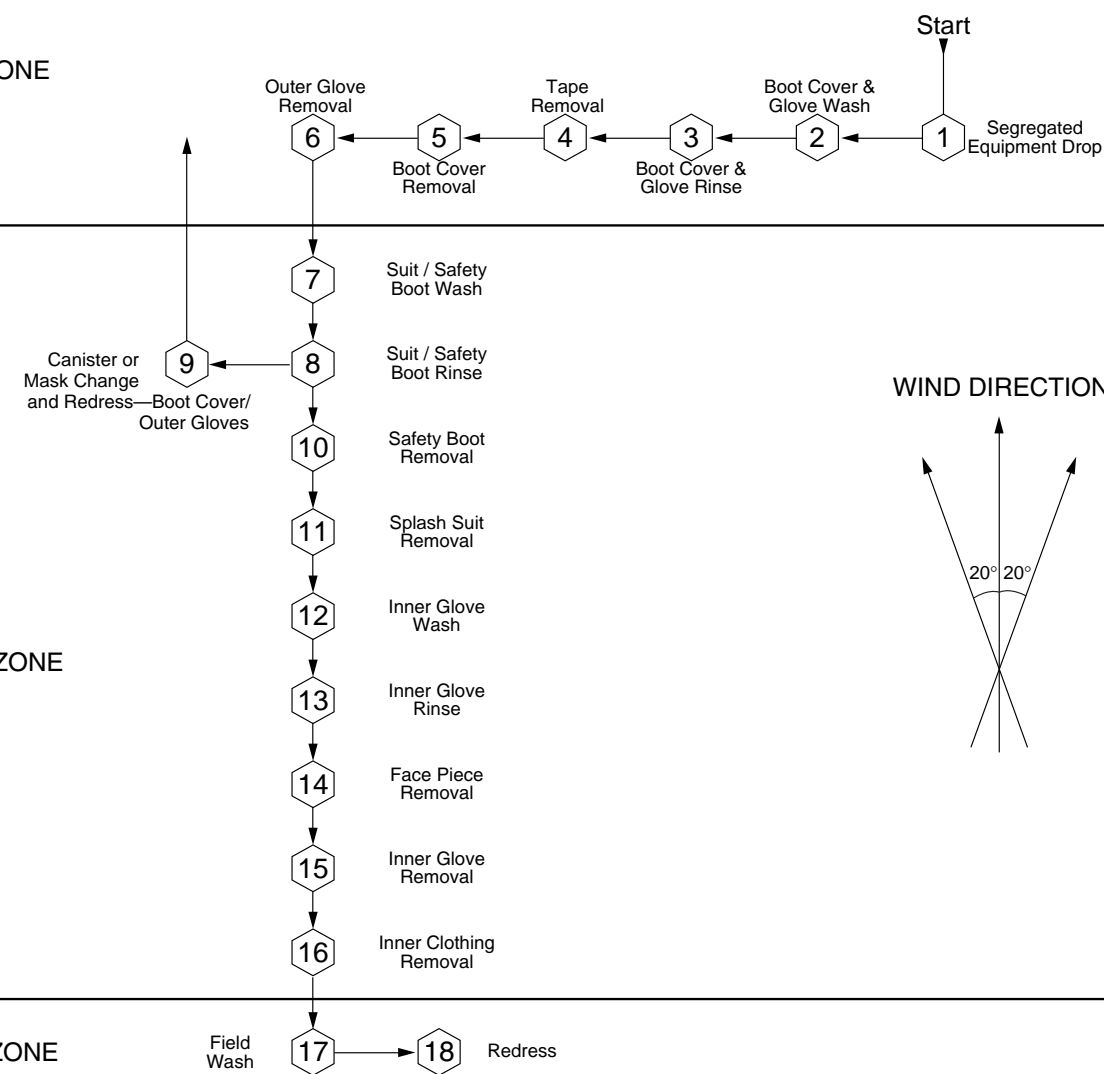 Start
ONE
Outer Glove
Removal
Tape
Removal
Boot Cover &
Glove Wash
6
5
4
3
2
1
Segregated
Equipment Drop
Boot Cover
Removal
Boot Cover &
Glove Rinse
7
Suit / Safety
Boot Wash
Canister or
Mask Change
and Redress—Boot Cover/
Outer Gloves
9
8
Suit / Safety
Boot Rinse
WIND DIRECTION
10
Safety Boot
Removal
11
Splash Suit
Removal
20° 20°
12
Inner Glove
Wash
ZONE
13
Inner Glove
Rinse
14
Face Piece
Removal
15
Inner Glove
Removal
16
Inner Clothing
Removal
ZONE
Field
Wash
17
18
Redress